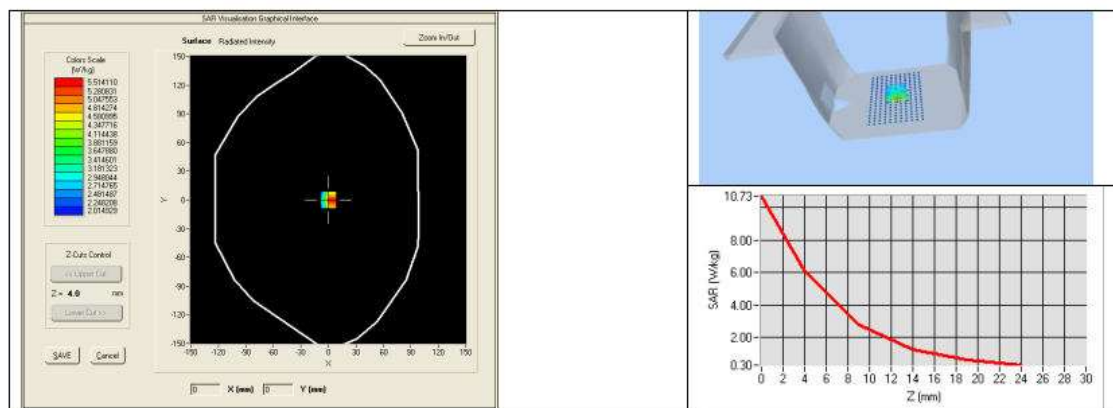 SAR Visualisation Graphical Interface
Surface Radiated Intensity
Zoom In/Out
Colors Scale
(W/kg)
5.514110
5.280831
5.047553
4.814274
4.580995
4.347716
4.114438
3.881159
3.647880
3.414601
3.181323
2.948044
2.714765
2.481487
2.248208
2.014929
150-
120-
90-
60-
30-
0-
-30-
-60-
-90-
-120-
-150-
Y
-150 -120 -90 -60 -30 0 30 60 90 120 150
X
Z-Cuts Control
<< Upper Cut
Z = 4.0 mm
Lower Cut >>
SAVE Cancel
0 X (mm) 0 Y (mm)
10.73-
8.00-
6.00-
4.00-
2.00-
0.30-
SAR (W/kg)
0 2 4 6 8 10 12 14 16 18 20 22 24 26 28 30
Z (mm)